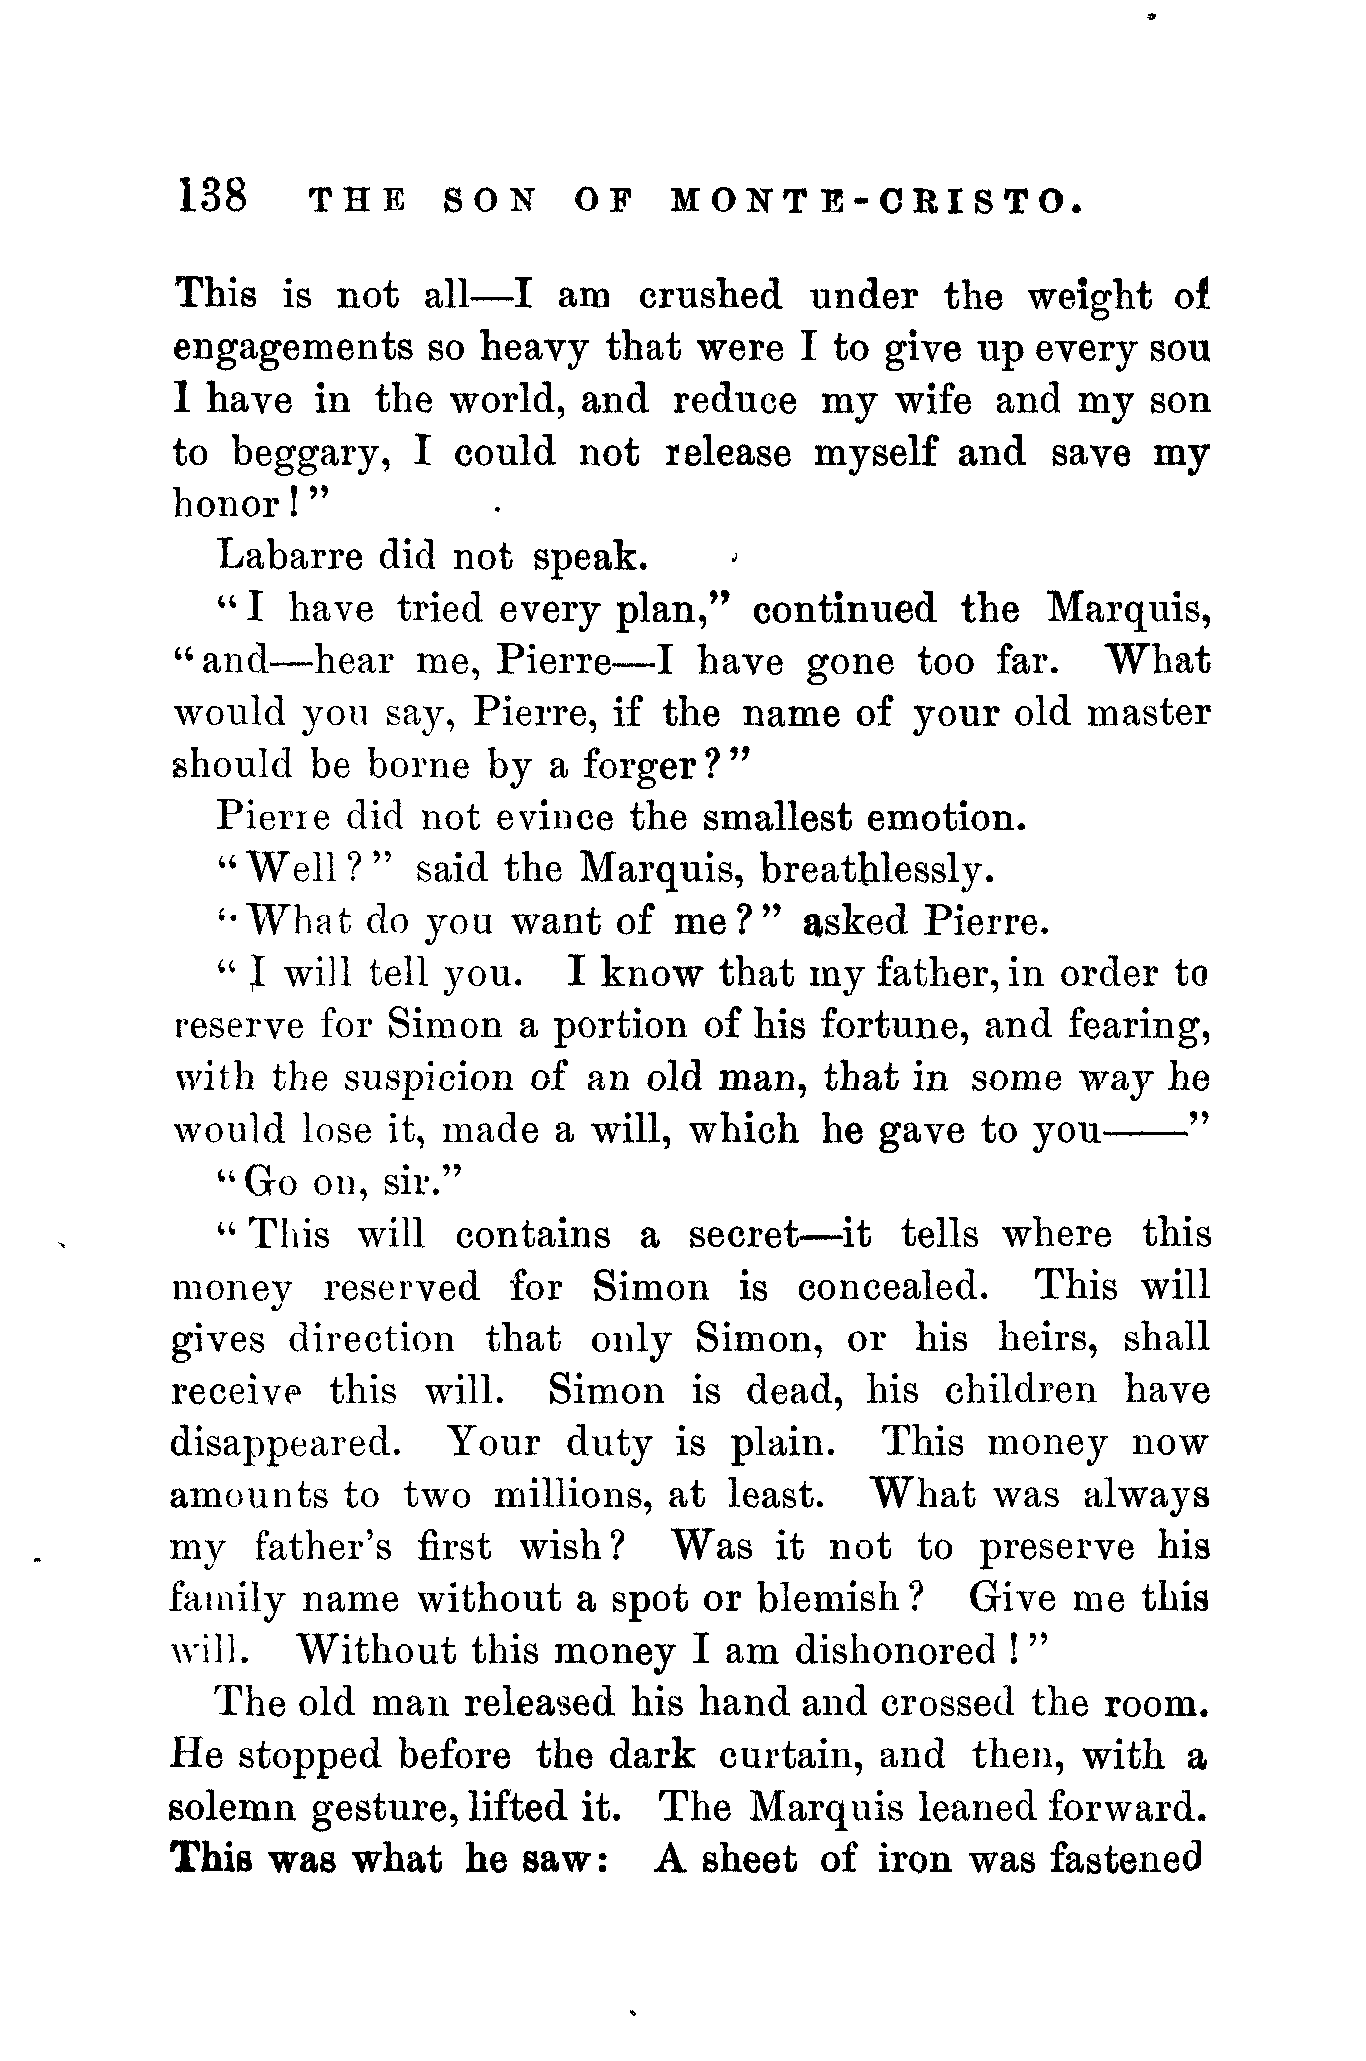 138 THE SON OF MONTE-CRISTO.
This is not all—I am crushed under the weight of
engagements so heavy that were I to give up every sou
I have in the world, and reduce my wife and my son
to beggary, I could not release myself and save my
honor!"
Labarre did not speak.
"I have tried every plan," continued the Marquis,
"and—hear me, Pierre—I have gone too far. What
would you say, Pierre, if the name of your old master
should be borne by a forger?"
Pierre did not evince the smallest emotion.
"Well?" said the Marquis, breathlessly.
"What do you want of me?" asked Pierre.
"I will tell you. I know that my father, in order to
reserve for Simon a portion of his fortune, and fearing,
with the suspicion of an old man, that in some way he
would lose it, made a will, which he gave to you——"
"Go on, sir."
"This will contains a secret—it tells where this
money reserved for Simon is concealed. This will
gives direction that only Simon, or his heirs, shall
receive this will. Simon is dead, his children have
disappeared. Your duty is plain. This money now
amounts to two millions, at least. What was always
my father's first wish? Was it not to preserve his
family name without a spot or blemish? Give me this
will. Without this money I am dishonored!"
The old man released his hand and crossed the room.
He stopped before the dark curtain, and then, with a
solemn gesture, lifted it. The Marquis leaned forward.
This was what he saw: A sheet of iron was fastened